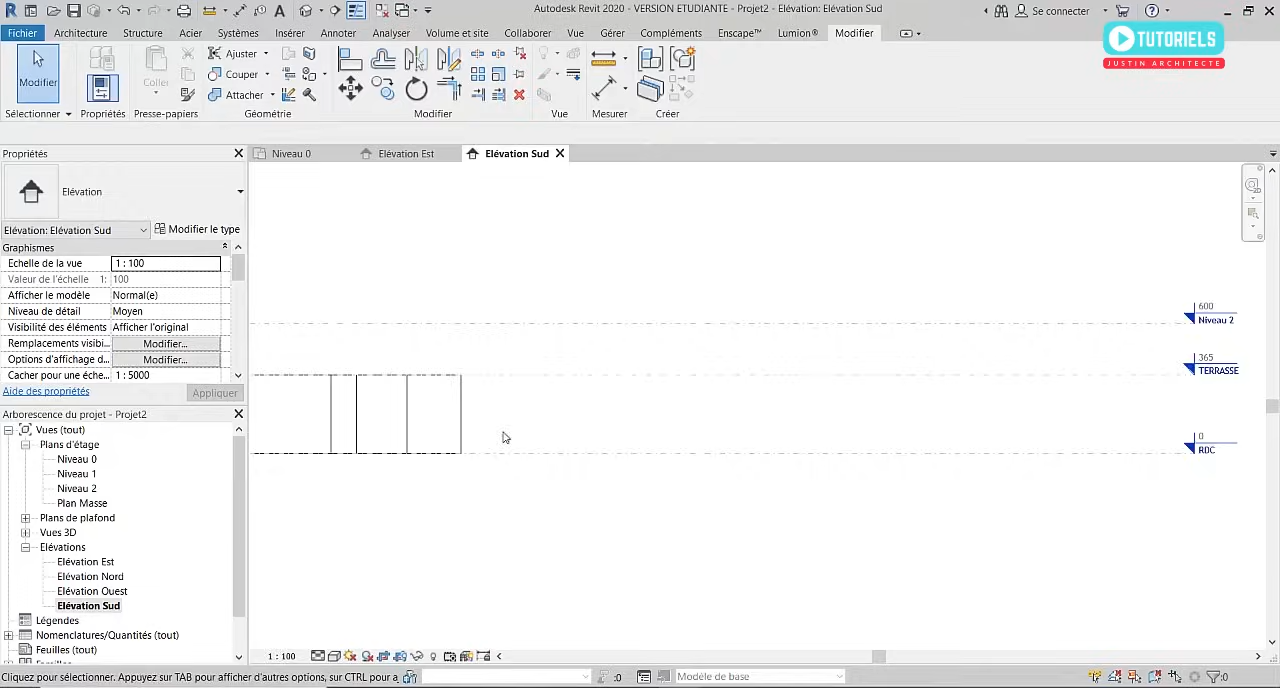 Autodesk Revit 2020 - VERSION ETUDIANTE - Projet2 - Elévation: Elévation Sud
Se connecter
Fichier Architecture Structure Acier Systèmes Insérer Annoter Analyser Volume et site Collaborer Vue Gérer Compléments Enscape™ Lumion® Modifier
TUTORIELS
JUSTIN ARCHITECTE
Modifier
Coller
Ajuster
Couper
Attacher
Sélectionner Propriétés Presse-papiers Géométrie Modifier Vue Mesurer Créer
Propriétés
Niveau 0 Elévation Est Elévation Sud
Elévation
Elévation: Elévation Sud Modifier le type
Graphismes
Echelle de la vue 1 : 100
Valeur de l'échelle 1: 100
Afficher le modèle Normal(e)
Niveau de détail Moyen
Visibilité des éléments Afficher l'original
Remplacements visibi... Modifier...
Options d'affichage d... Modifier...
Cacher pour une éche... 1 : 5000
Aide des propriétés Appliquer
Arborescence du projet - Projet2
Vues (tout)
Plans d'étage
Niveau 0
Niveau 1
Niveau 2
Plan Masse
Plans de plafond
Vues 3D
Elévations
Elévation Est
Elévation Nord
Elévation Ouest
Elévation Sud
Légendes
Nomenclatures/Quantités (tout)
Feuilles (tout)
600
Niveau 2
365
TERRASSE
0
RDC
1 : 100
Cliquez pour sélectionner. Appuyez sur TAB pour afficher d'autres options, sur CTRL pour a
:0
Modèle de base
:0